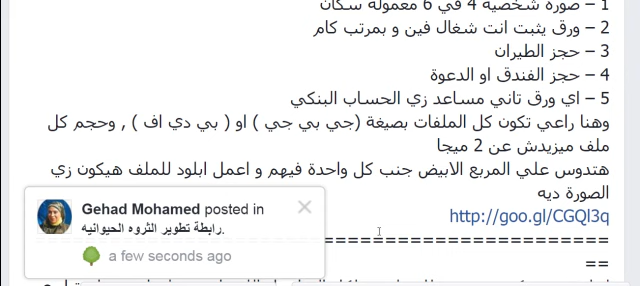 1 – صورة شخصية 4 في 6 معمولة سكان
2 – ورق يثبت انت شغال فين و بمرتب كام
3 – حجز الطيران
4 – حجز الفندق او الدعوة
5 – اي ورق تاني مساعد زي الحساب البنكي
وهنا راعي تكون كل الملفات بصيغة (جي بي جي ) او ( بي دي اف ) , وحجم كل
ملف ميزيدش عن 2 ميجا
هتدوس علي المربع الابيض جنب كل واحدة فيهم و اعمل ابلود للملف هيكون زي
الصورة ديه
http://goo.gl/CGQl3q
Gehad Mohamed posted in
رابطة تطوير الثروه الحيوانيه.
a few seconds ago